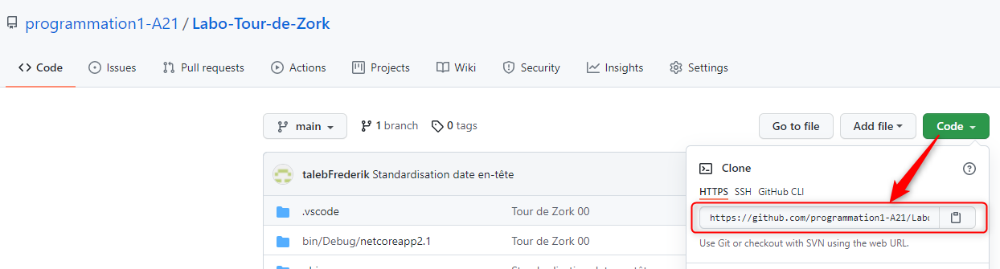 programmation1-A21 / Labo-Tour-de-Zork
Code Issues Pull requests Actions Projects Wiki Security Insights Settings
main 1 branch 0 tags Go to file Add file Code
talebFrederik Standardisation date en-tête
.vscode Tour de Zork 00
bin/Debug/netcoreapp2.1 Tour de Zork 00
Clone
HTTPS SSH GitHub CLI
https://github.com/programmation1-A21/Labo
Use Git or checkout with SVN using the web URL.